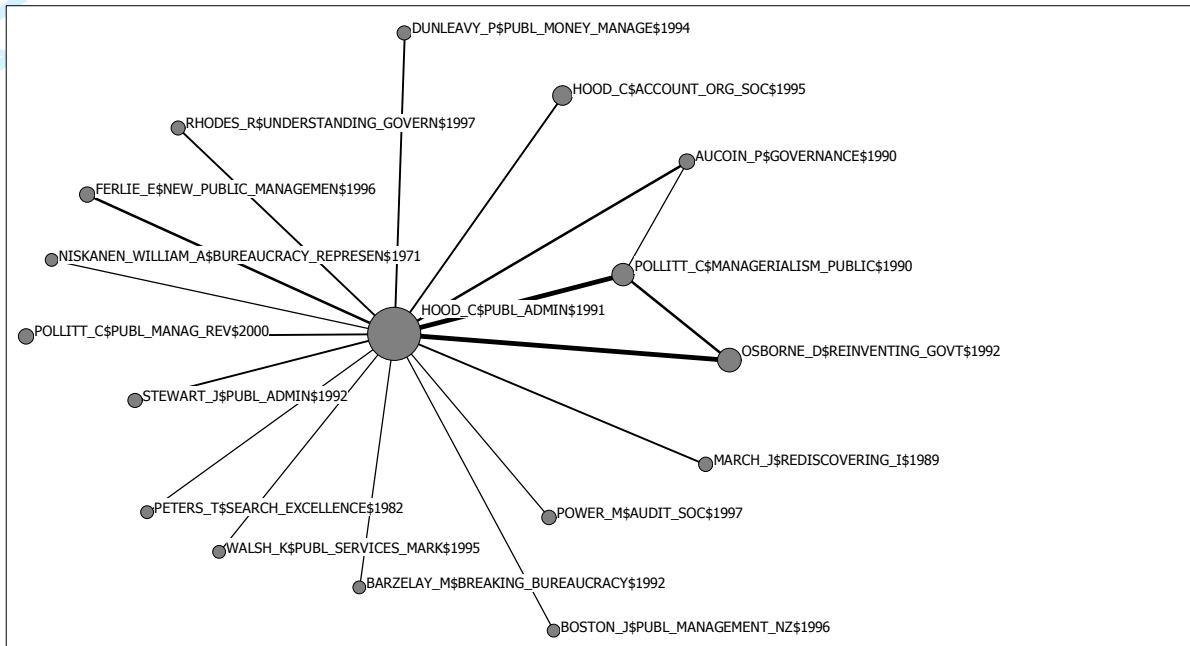 DUNLEAVY_P$PUBL_MONEY_MANAGE$1994
HOOD_C$ACCOUNT_ORG_SOC$1995
RHODES_R$UNDERSTANDING_GOVERN$1997
AUCOIN_P$GOVERNANCE$1990
FERLIE_E$NEW_PUBLIC_MANAGEMEN$1996
NISKANEN_WILLIAM_A$BUREAUCRACY_REPRESEN$1971
POLLITT_C$MANAGERIALISM_PUBLIC$1990
HOOD_C$PUBL_ADMIN$1991
POLLITT_C$PUBL_MANAG_REV$2000
OSBORNE_D$REINVENTING_GOVT$1992
STEWART_J$PUBL_ADMIN$1992
MARCH_J$REDISCOVERING_I$1989
PETERS_T$SEARCH_EXCELLENCE$1982
POWER_M$AUDIT_SOC$1997
WALSH_K$PUBL_SERVICES_MARK$1995
BARZELAY_M$BREAKING_BUREAUCRACY$1992
BOSTON_J$PUBL_MANAGEMENT_NZ$1996